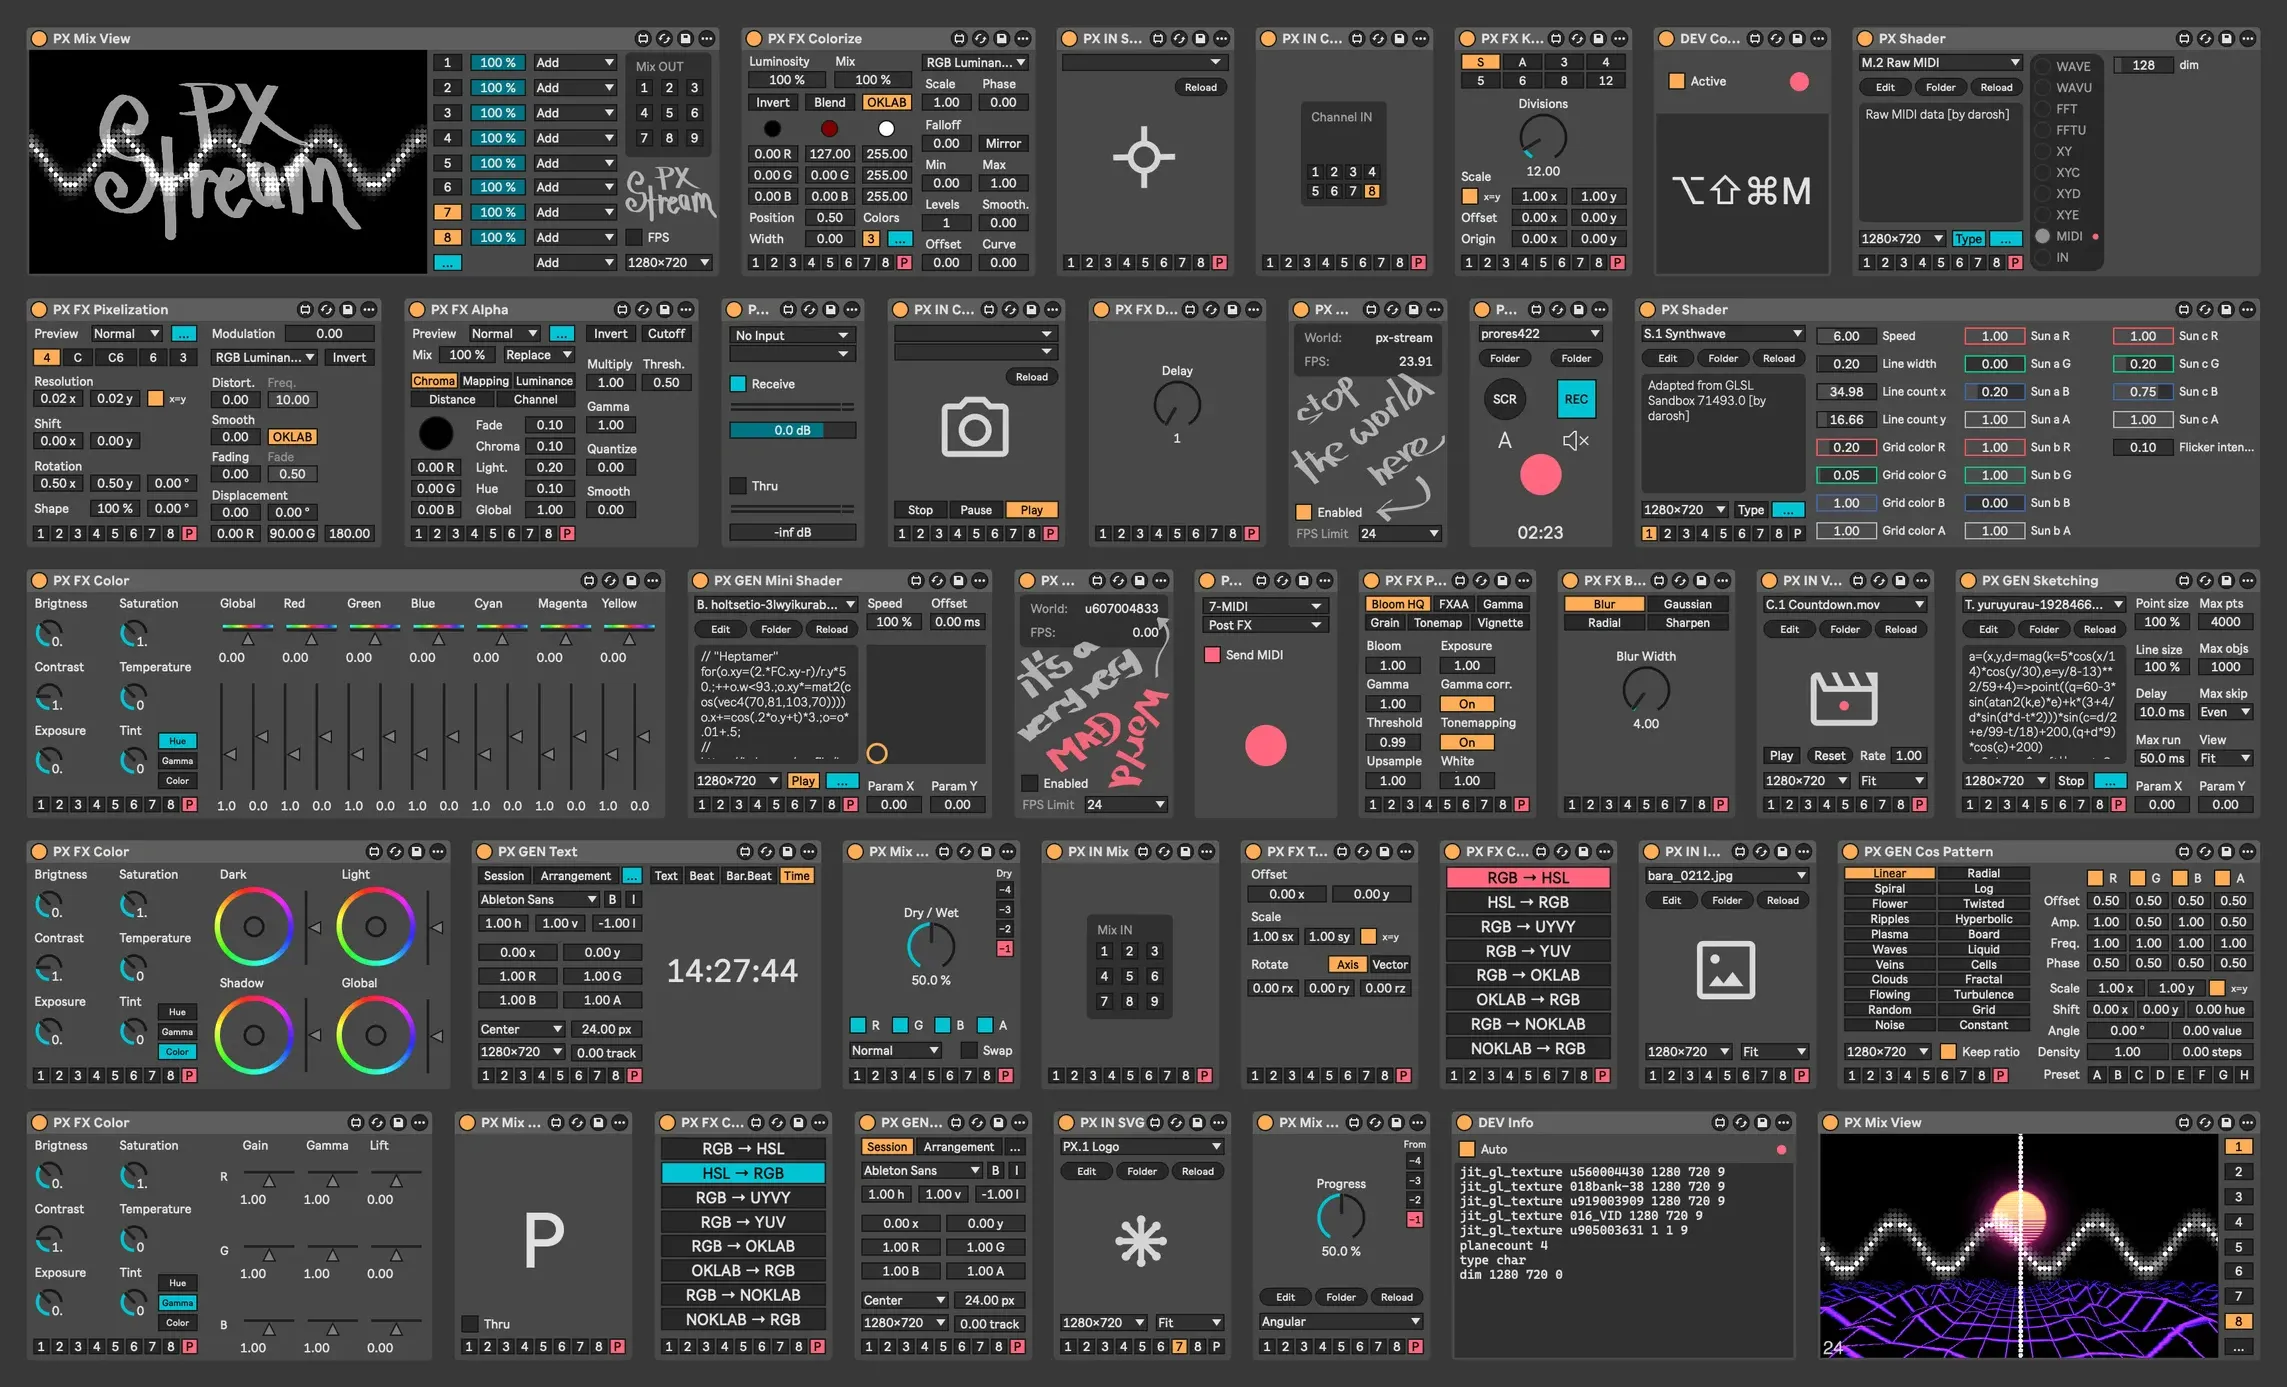 PX Mix View
PX Stream
1 100 % Add
2 100 % Add
3 100 % Add
4 100 % Add
5 100 % Add
6 100 % Add
7 100 % Add
8 100 % Add
... Add
Mix OUT
1 2 3
4 5 6
7 8 9
PX Stream
FPS
1280×720
PX FX Colorize
Luminosity Mix
100 % 100 %
Invert Blend OKLAB
0.00 R 127.00 255.00
0.00 G 0.00 G 255.00
0.00 B 0.00 B 255.00
Position 0.50 Colors
Width 0.00 3 ...
1 2 3 4 5 6 7 8 P
RGB Luminan...
Scale Phase
1.00 0.00
Falloff
0.00 Mirror
Min Max
0.00 1.00
Levels Smooth.
1 0.00
Offset Curve
0.00 0.00
PX IN S...
Reload
1 2 3 4 5 6 7 8 P
PX IN C...
Channel IN
1 2 3 4
5 6 7 8
1 2 3 4 5 6 7 8 P
PX FX K...
S A 3 4
5 6 8 12
Divisions
12.00
Scale
x=y 1.00 x 1.00 y
Offset 0.00 x 0.00 y
Origin 0.00 x 0.00 y
1 2 3 4 5 6 7 8 P
DEV Co...
Active
⌥⇧⌘M
PX Shader
M.2 Raw MIDI
Edit Folder Reload
Raw MIDI data [by darosh]
1280×720 Type ...
1 2 3 4 5 6 7 8 P
WAVE
WAVU
FFT
FFTU
XY
XYC
XYD
XYE
MIDI
IN
128 dim
PX FX Pixelization
Preview Normal ... Modulation 0.00
4 C C6 6 3 RGB Luminan... Invert
Resolution
0.02 x 0.02 y x=y
Shift
0.00 x 0.00 y
Rotation
0.50 x 0.50 y 0.00 °
Shape 100 % 0.00 °
1 2 3 4 5 6 7 8 P
Distort. Freq.
0.00 10.00
Smooth
0.00 OKLAB
Fading Fade
0.00 0.50
Displacement
0.00 0.00 °
0.00 R 90.00 G 180.00
PX FX Alpha
Preview Normal ... Invert Cutoff
Mix 100 % Replace
Chroma Mapping Luminance
Distance Channel
Fade 0.10
Chroma 0.10
0.00 R Light. 0.20
0.00 G Hue 0.10
0.00 B Global 1.00
1 2 3 4 5 6 7 8 P
Multiply Thresh.
1.00 0.50
Gamma
1.00
Quantize
0.00
Smooth
0.00
P...
No Input
Receive
0.0 dB
Thru
-inf dB
PX IN C...
Reload
Stop Pause Play
1 2 3 4 5 6 7 8 P
PX FX D...
Delay
1
1 2 3 4 5 6 7 8 P
PX ...
World: px-stream
FPS: 23.91
stop the world here
Enabled
FPS Limit 24
P...
prores422
Folder Folder
SCR REC
A
02:23
PX Shader
S.1 Synthwave
Edit Folder Reload
Adapted from GLSL
Sandbox 71493.0 [by
darosh]
1280×720 Type ...
1 2 3 4 5 6 7 8 P
6.00 Speed 1.00 Sun a R 1.00 Sun c R
0.20 Line width 0.00 Sun a G 0.20 Sun c G
34.98 Line count x 0.20 Sun a B 0.75 Sun c B
16.66 Line count y 1.00 Sun a A 1.00 Sun c A
0.20 Grid color R 1.00 Sun b R 0.10 Flicker inten...
0.05 Grid color G 1.00 Sun b G
1.00 Grid color B 0.00 Sun b B
1.00 Grid color A 1.00 Sun b A
PX FX Color
Brigtness Saturation Global Red Green Blue Cyan Magenta Yellow
0. 1. 0.00 0.00 0.00 0.00 0.00 0.00 0.00
Contrast Temperature
1. 0
Exposure Tint
0. 0
Hue
Gamma
Color
1 2 3 4 5 6 7 8 P
1.0 0.0 1.0 0.0 1.0 0.0 1.0 0.0 1.0 0.0 1.0 0.0 1.0 0.0
PX GEN Mini Shader
B. holtsetio-3lwyikurab...
Edit Folder Reload
// "Heptamer"
for(o.xy=(2.*FC.xy-r)/r.y*5
0.;++o.w<93.;o.xy*=mat2(c
os(vec4(70,81,103,70))))
o.x+=cos(.2*o.y+t)*3.;o=o*
.01+.5;
//
1280×720 Play ...
1 2 3 4 5 6 7 8 P
Speed Offset
100 % 0.00 ms
Param X Param Y
0.00 0.00
PX ...
World: u607004833
FPS: 0.00
it's a very very MAD World
Enabled
FPS Limit 24
P...
7-MIDI
Post FX
Send MIDI
PX FX P...
Bloom HQ FXAA Gamma
Grain Tonemap Vignette
Bloom Exposure
1.00 1.00
Gamma Gamma corr.
1.00 On
Threshold Tonemapping
0.99 On
Upsample White
1.00 1.00
1 2 3 4 5 6 7 8 P
PX FX B...
Blur Gaussian
Radial Sharpen
Blur Width
4.00
1 2 3 4 5 6 7 8 P
PX IN V...
C.1 Countdown.mov
Edit Folder Reload
Play Reset Rate 1.00
1280×720 Fit
1 2 3 4 5 6 7 8 P
PX GEN Sketching
T. yuruyurau-1928466...
Edit Folder Reload
a=(x,y,d=mag(k=5*cos(x/1
4)*cos(y/30),e=y/8-13)**
2/59+4)=>point((q=60-3*
sin(atan2(k,e)*e)+k*(3+4/
d*sin(d*d-t*2)))*sin(c=d/2
+e/99-t/18)+200,(q+d*9)
*cos(c)+200)
1280×720 Stop ...
1 2 3 4 5 6 7 8 P
Point size Max pts
100 % 4000
Line size Max objs
100 % 1000
Delay Max skip
10.0 ms Even
Max run View
50.0 ms Fit
Param X Param Y
0.00 0.00
PX FX Color
Brigtness Saturation Dark Light
0. 1.
Contrast Temperature
1. 0
Shadow Global
Exposure Tint
0. 0
Hue
Gamma
Color
1 2 3 4 5 6 7 8 P
PX GEN Text
Session Arrangement ... Text Beat Bar.Beat Time
Ableton Sans B I
1.00 h 1.00 v -1.00 l
0.00 x 0.00 y
1.00 R 1.00 G
1.00 B 1.00 A
Center 24.00 px
1280×720 0.00 track
1 2 3 4 5 6 7 8 P
14:27:44
PX Mix ...
Dry
-4
-3
-2
-1
Dry / Wet
50.0 %
R G B A
Normal Swap
1 2 3 4 5 6 7 8 P
PX IN Mix
Mix IN
1 2 3
4 5 6
7 8 9
1 2 3 4 5 6 7 8 P
PX FX T...
Offset
0.00 x 0.00 y
Scale
1.00 sx 1.00 sy x=y
Rotate Axis Vector
0.00 rx 0.00 ry 0.00 rz
1 2 3 4 5 6 7 8 P
PX FX C...
RGB → HSL
HSL → RGB
RGB → UYVY
RGB → YUV
RGB → OKLAB
OKLAB → RGB
RGB → NOKLAB
NOKLAB → RGB
1 2 3 4 5 6 7 8 P
PX IN I...
bara_0212.jpg
Edit Folder Reload
1280×720 Fit
1 2 3 4 5 6 7 8 P
PX GEN Cos Pattern
Linear Radial
Spiral Log
Flower Twisted
Ripples Hyperbolic
Plasma Board
Waves Liquid
Veins Cells
Clouds Fractal
Flowing Turbulence
Random Grid
Noise Constant
1280×720 Keep ratio
1 2 3 4 5 6 7 8 P
R G B A
Offset 0.50 0.50 0.50 0.50
Amp. 1.00 0.50 0.50 0.50
Freq. 1.00 1.00 1.00 1.00
Phase 0.50 0.50 0.50 0.50
Scale 1.00 x 1.00 y x=y
Shift 0.00 x 0.00 y 0.00 hue
Angle 0.00 ° 0.00 value
Density 1.00 0.00 steps
Preset A B C D E F G H
PX FX Color
Brigtness Saturation Gain Gamma Lift
0. 1. R 1.00 1.00 0.00
Contrast Temperature
1. 0 G 1.00 1.00 0.00
Exposure Tint
0. 0 B 1.00 1.00 0.00
Hue
Gamma
Color
1 2 3 4 5 6 7 8 P
PX Mix ...
P
Thru
1 2 3 4 5 6 7 8 P
PX FX C...
RGB → HSL
HSL → RGB
RGB → UYVY
RGB → YUV
RGB → OKLAB
OKLAB → RGB
RGB → NOKLAB
NOKLAB → RGB
1 2 3 4 5 6 7 8 P
PX GEN...
Session Arrangement ...
Ableton Sans B I
1.00 h 1.00 v -1.00 l
0.00 x 0.00 y
1.00 R 1.00 G
1.00 B 1.00 A
Center 24.00 px
1280×720 0.00 track
1 2 3 4 5 6 7 8 P
PX IN SVG
PX.1 Logo
Edit Folder Reload
1280×720 Fit
1 2 3 4 5 6 7 8 P
PX Mix ...
From
-4
-3
-2
-1
Progress
50.0 %
Edit Folder Reload
Angular
1 2 3 4 5 6 7 8 P
DEV Info
Auto
jit_gl_texture u560004430 1280 720 9
jit_gl_texture 018bank-38 1280 720 9
jit_gl_texture u919003909 1280 720 9
jit_gl_texture 016_VID 1280 720 9
jit_gl_texture u905003631 1 1 9
planecount 4
type char
dim 1280 720 0
PX Mix View
24
1
2
3
4
5
6
7
8
...